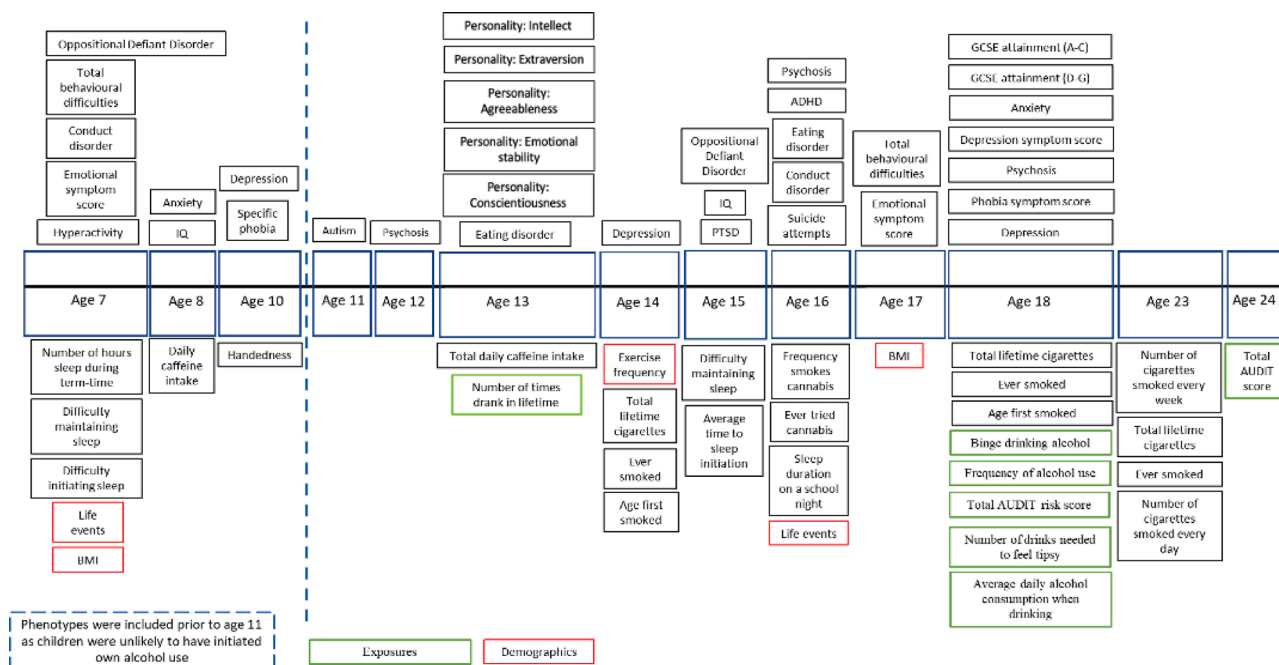 Oppositional Defiant Disorder
Total
behavioural
difficulties
Conduct
disorder
Emotional
symptom
score
Hyperactivity
Anxiety
IQ
Depression
Specific
phobia
Autism
Psychosis
Personality: Intellect
Personality: Extraversion
Personality:
Agreeableness
Personality: Emotional
stability
Personality:
Conscientiousness
Eating disorder
Depression
Oppositional
Defiant
Disorder
IQ
PTSD
Psychosis
ADHD
Eating
disorder
Conduct
disorder
Suicide
attempts
Total
behavioural
difficulties
Emotional
symptom
score
GCSE attainment (A-C)
GCSE attainment (D-G)
Anxiety
Depression symptom score
Psychosis
Phobia symptom score
Depression
Age 7
Age 8
Age 10
Age 11
Age 12
Age 13
Age 14
Age 15
Age 16
Age 17
Age 18
Age 23
Age 24
Number of hours
sleep during
term-time
Difficulty
maintaining
sleep
Difficulty
initiating sleep
Life
events
BMI
Daily
caffeine
intake
Handedness
Total daily caffeine intake
Number of times
drank in lifetime
Exercise
frequency
Total
lifetime
cigarettes
Ever
smoked
Age first
smoked
Difficulty
maintaining
sleep
Average
time to
sleep
initiation
Frequency
smokes
cannabis
Ever tried
cannabis
Sleep
duration
on a
school
night
Life events
BMI
Total lifetime cigarettes
Ever smoked
Age first smoked
Binge drinking alcohol
Frequency of alcohol use
Total AUDIT risk score
Number of drinks needed
to feel tipsy
Average daily alcohol
consumption when
drinking
Number of
cigarettes
smoked every
week
Total lifetime
cigarettes
Ever smoked
Number of
cigarettes
smoked every
day
Total
AUDIT
score
Phenotypes were included prior to age 11
as children were unlikely to have initiated
own alcohol use
Exposures
Demographics